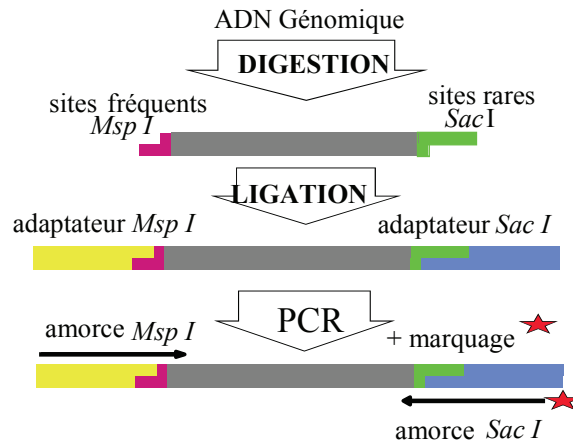 ADN Génomique
DIGESTION
sites fréquents
Msp I
sites rares
Sac I
LIGATION
adaptateur Msp I
adaptateur Sac I
PCR
amorce Msp I
+ marquage
amorce Sac I